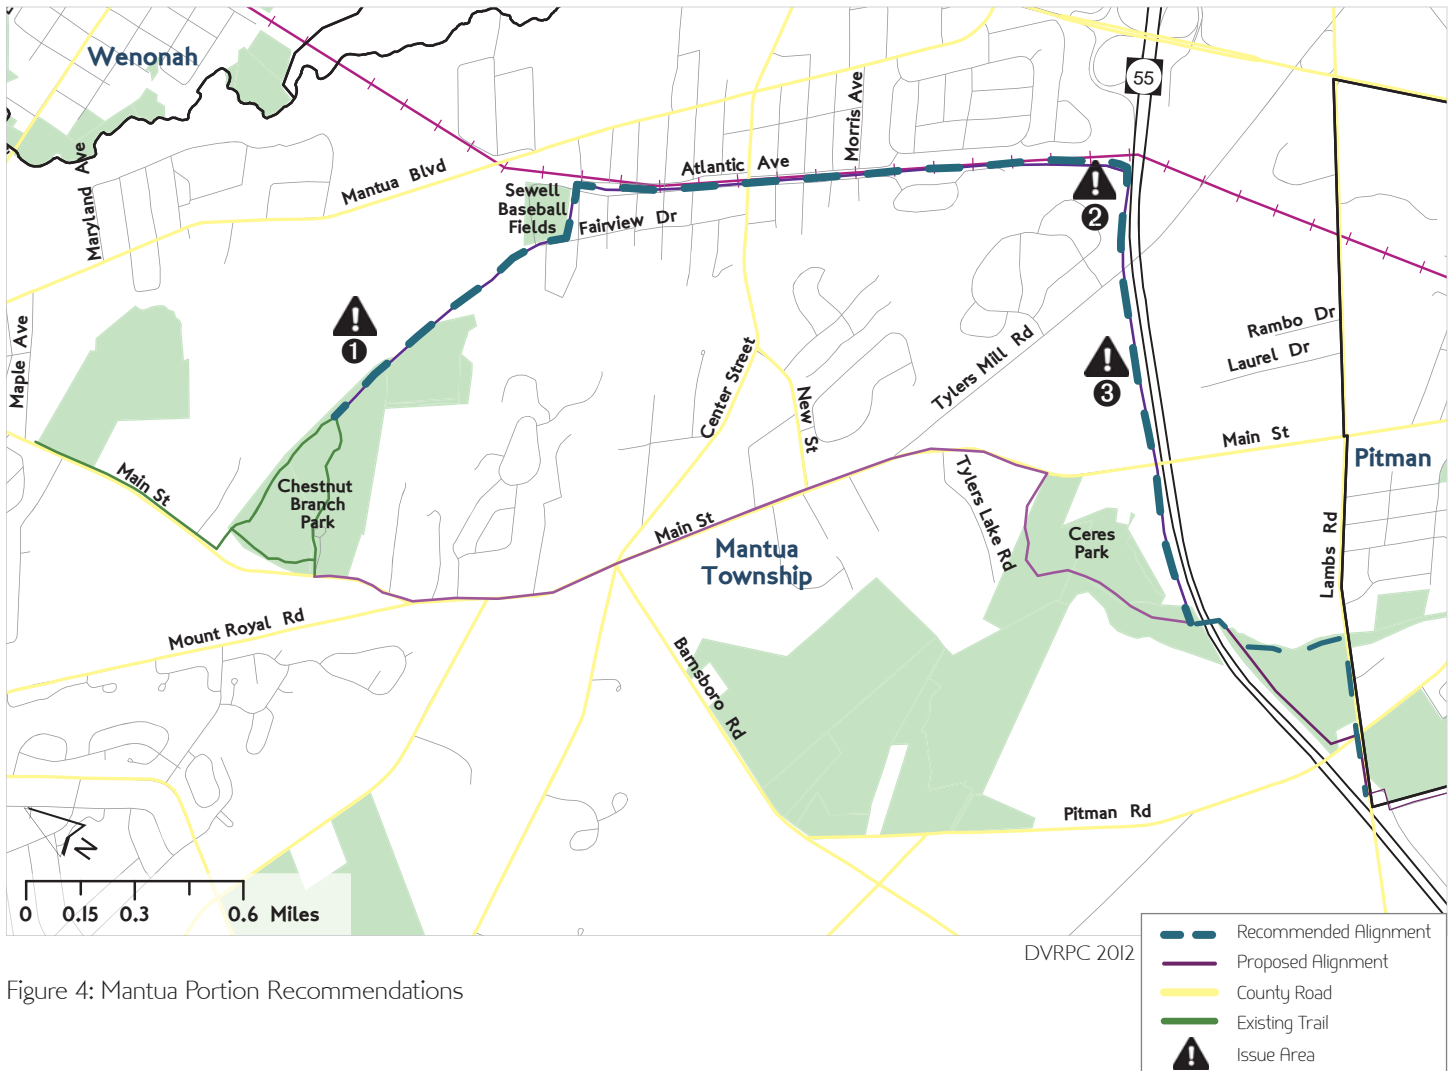 Wenonah
55
Morris Ave
Atlantic Ave
Maryland Ave
Mantua Blvd
Sewell
Baseball
Fields
Fairview Dr
2
1
3
Maple Ave
Rambo Dr
Laurel Dr
Tylers Mill Rd
Center Street
New St
Main St
Pitman
Main St
Chestnut
Branch
Park
Tylers Lake Rd
Main St
Ceres
Park
Mantua
Township
Lambs Rd
Mount Royal Rd
Barnsboro Rd
Pitman Rd
N
0 0.15 0.3 0.6 Miles
DVRPC 2012
Recommended Alignment
Proposed Alignment
County Road
Existing Trail
Issue Area
Figure 4: Mantua Portion Recommendations